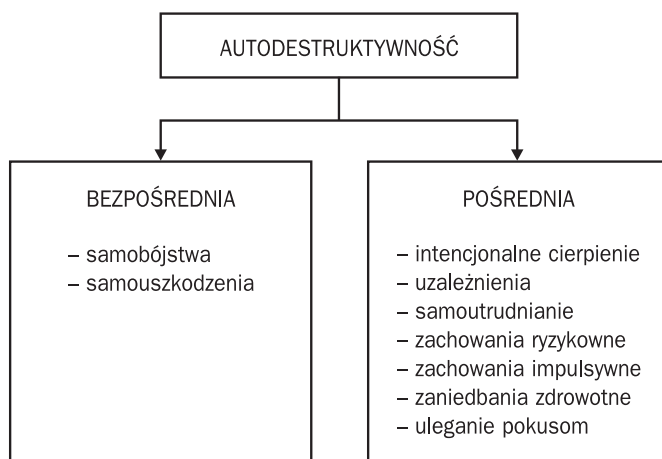 AUTODESTRUKTYWNOŚĆ
BEZPOŚREDNIA
– samobójstwa
– samouszkodzenia
POŚREDNIA
– intencjonalne cierpienie
– uzależnienia
– samoutrudnianie
– zachowania ryzykowne
– zachowania impulsywne
– zaniedbania zdrowotne
– uleganie pokusom